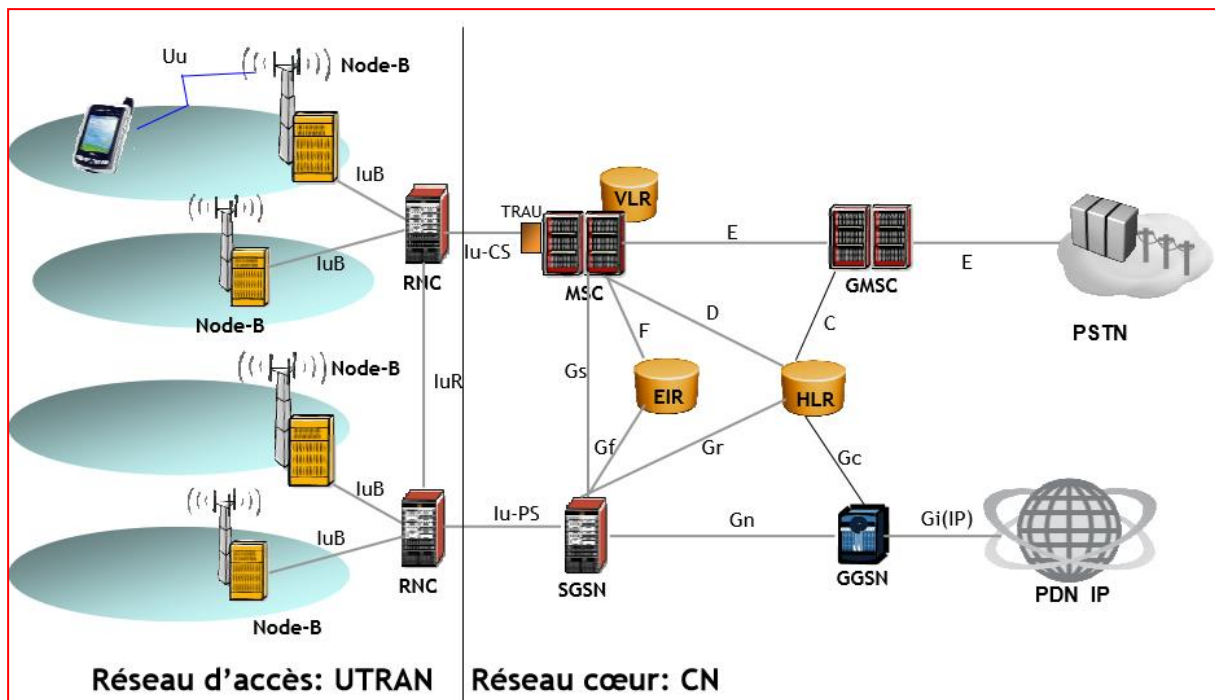 Uu
Node-B
IuB
VLR
TRAU
IuB
RNC
Iu-CS
MSC
E
GMSC
E
Node-B
PSTN
Node-B
IuR
Gs
F
D
C
EIR
HLR
Gf
Gr
Gc
IuB
IuB
RNC
Iu-PS
SGSN
Gn
GGSN
Gi(IP)
PDN IP
Node-B
Réseau d'accès: UTRAN
Réseau cœur: CN